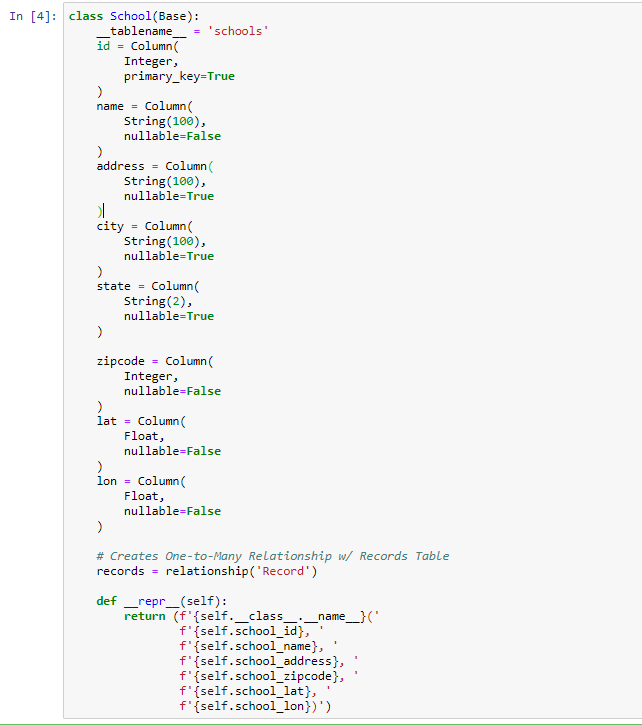 In [4]: class School(Base):
    __tablename__ = 'schools'
    id = Column(
        Integer,
        primary_key=True
    )
    name = Column(
        String(100),
        nullable=False
    )
    address = Column(
        String(100),
        nullable=True
    )
    city = Column(
        String(100),
        nullable=True
    )
    state = Column(
        String(2),
        nullable=True
    )
    zipcode = Column(
        Integer,
        nullable=False
    )
    lat = Column(
        Float,
        nullable=False
    )
    lon = Column(
        Float,
        nullable=False
    )
    # Creates One-to-Many Relationship w/ Records Table
    records = relationship('Record')
    def __repr__(self):
        return (f'{self.__class__.__name__}('
                f'{self.school_id}, '
                f'{self.school_name}, '
                f'{self.school_address}, '
                f'{self.school_zipcode}, '
                f'{self.school_lat}, '
                f'{self.school_lon})')